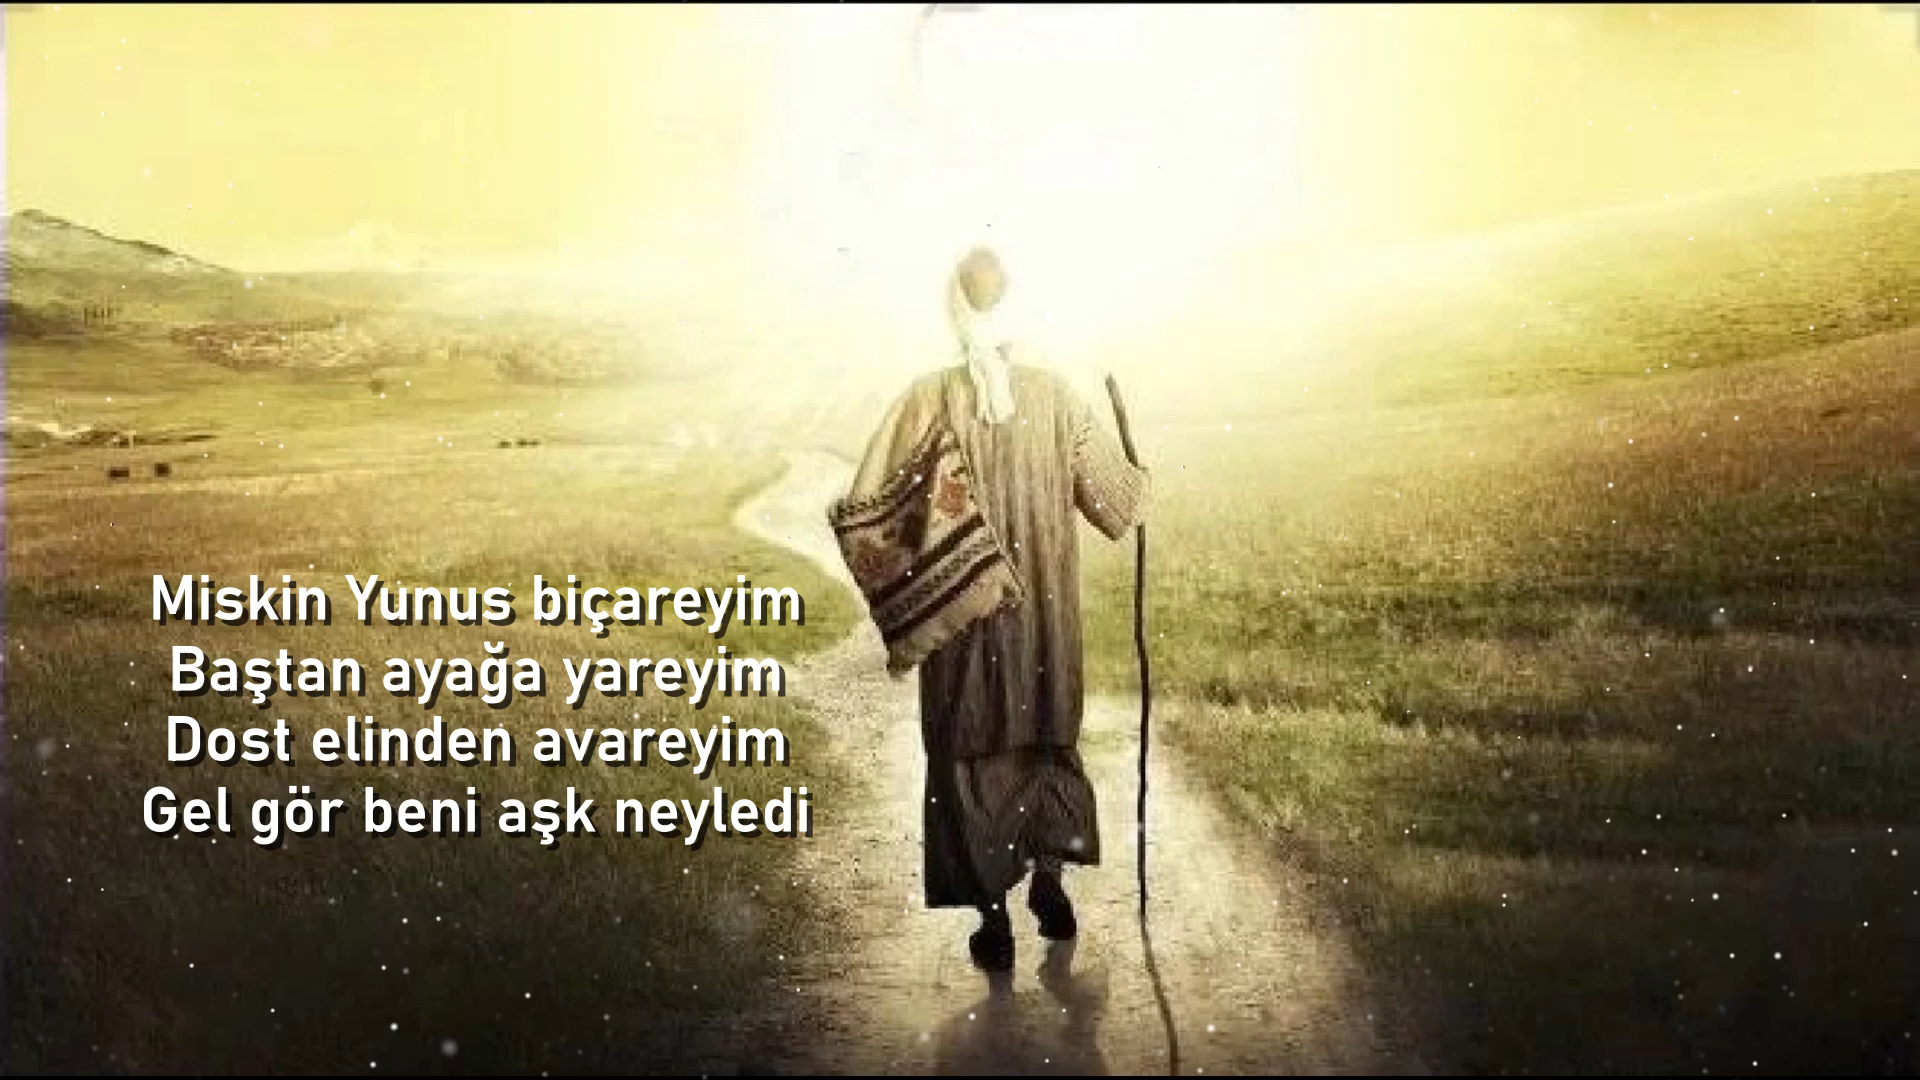 Miskin Yunus biçareyim
Baştan ayağa yareyim
Dost elinden avareyim
Gel gör beni aşk neyledi